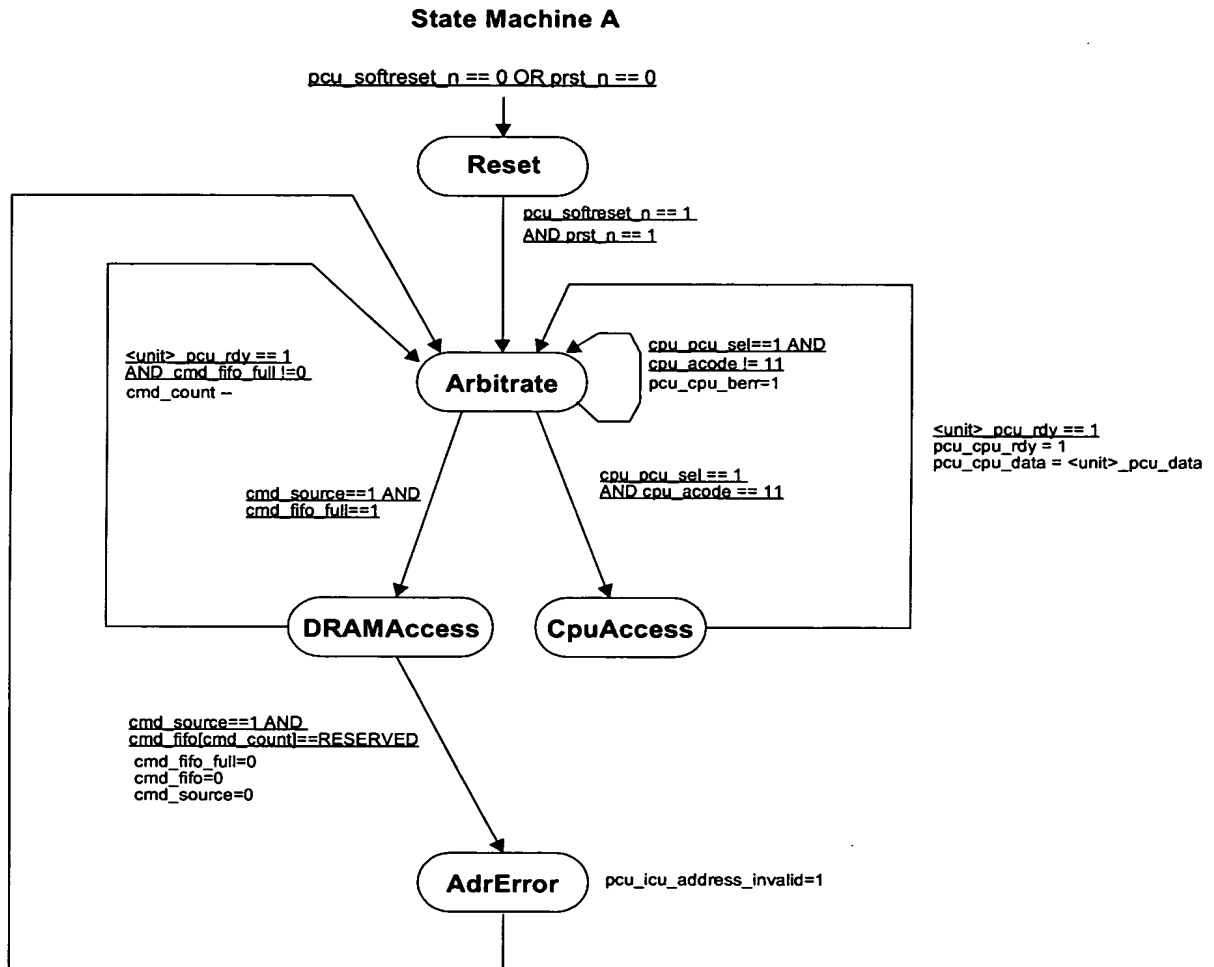 State Machine A
pcu_softreset_n == 0 OR prst_n == 0
Reset
pcu_softreset_n == 1
AND prst_n == 1
<unit>_pcu_rdy == 1
AND cmd_fifo_full !=0
cmd_count --
Arbitrate
cpu_pcu_sel==1 AND
cpu_acode != 11
pcu_cpu_berr=1
<unit>_pcu_rdy == 1
pcu_cpu_rdy = 1
pcu_cpu_data = <unit>_pcu_data
cmd_source==1 AND
cmd_fifo_full==1
cpu_pcu_sel == 1
AND cpu_acode == 11
DRAMAccess
CpuAccess
cmd_source==1 AND
cmd_fifo[cmd_count]==RESERVED
cmd_fifo_full=0
cmd_fifo=0
cmd_source=0
AdrError
pcu_icu_address_invalid=1